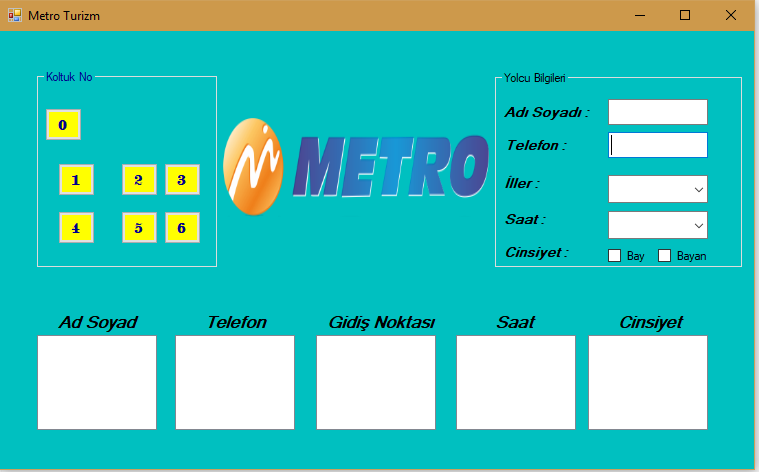 Metro Turizm
Koltuk No
0
1 2 3
4 5 6
METRO
Yolcu Bilgileri
Adı Soyadı :
Telefon :
İller :
Saat :
Cinsiyet : Bay Bayan
Ad Soyad Telefon Gidiş Noktası Saat Cinsiyet